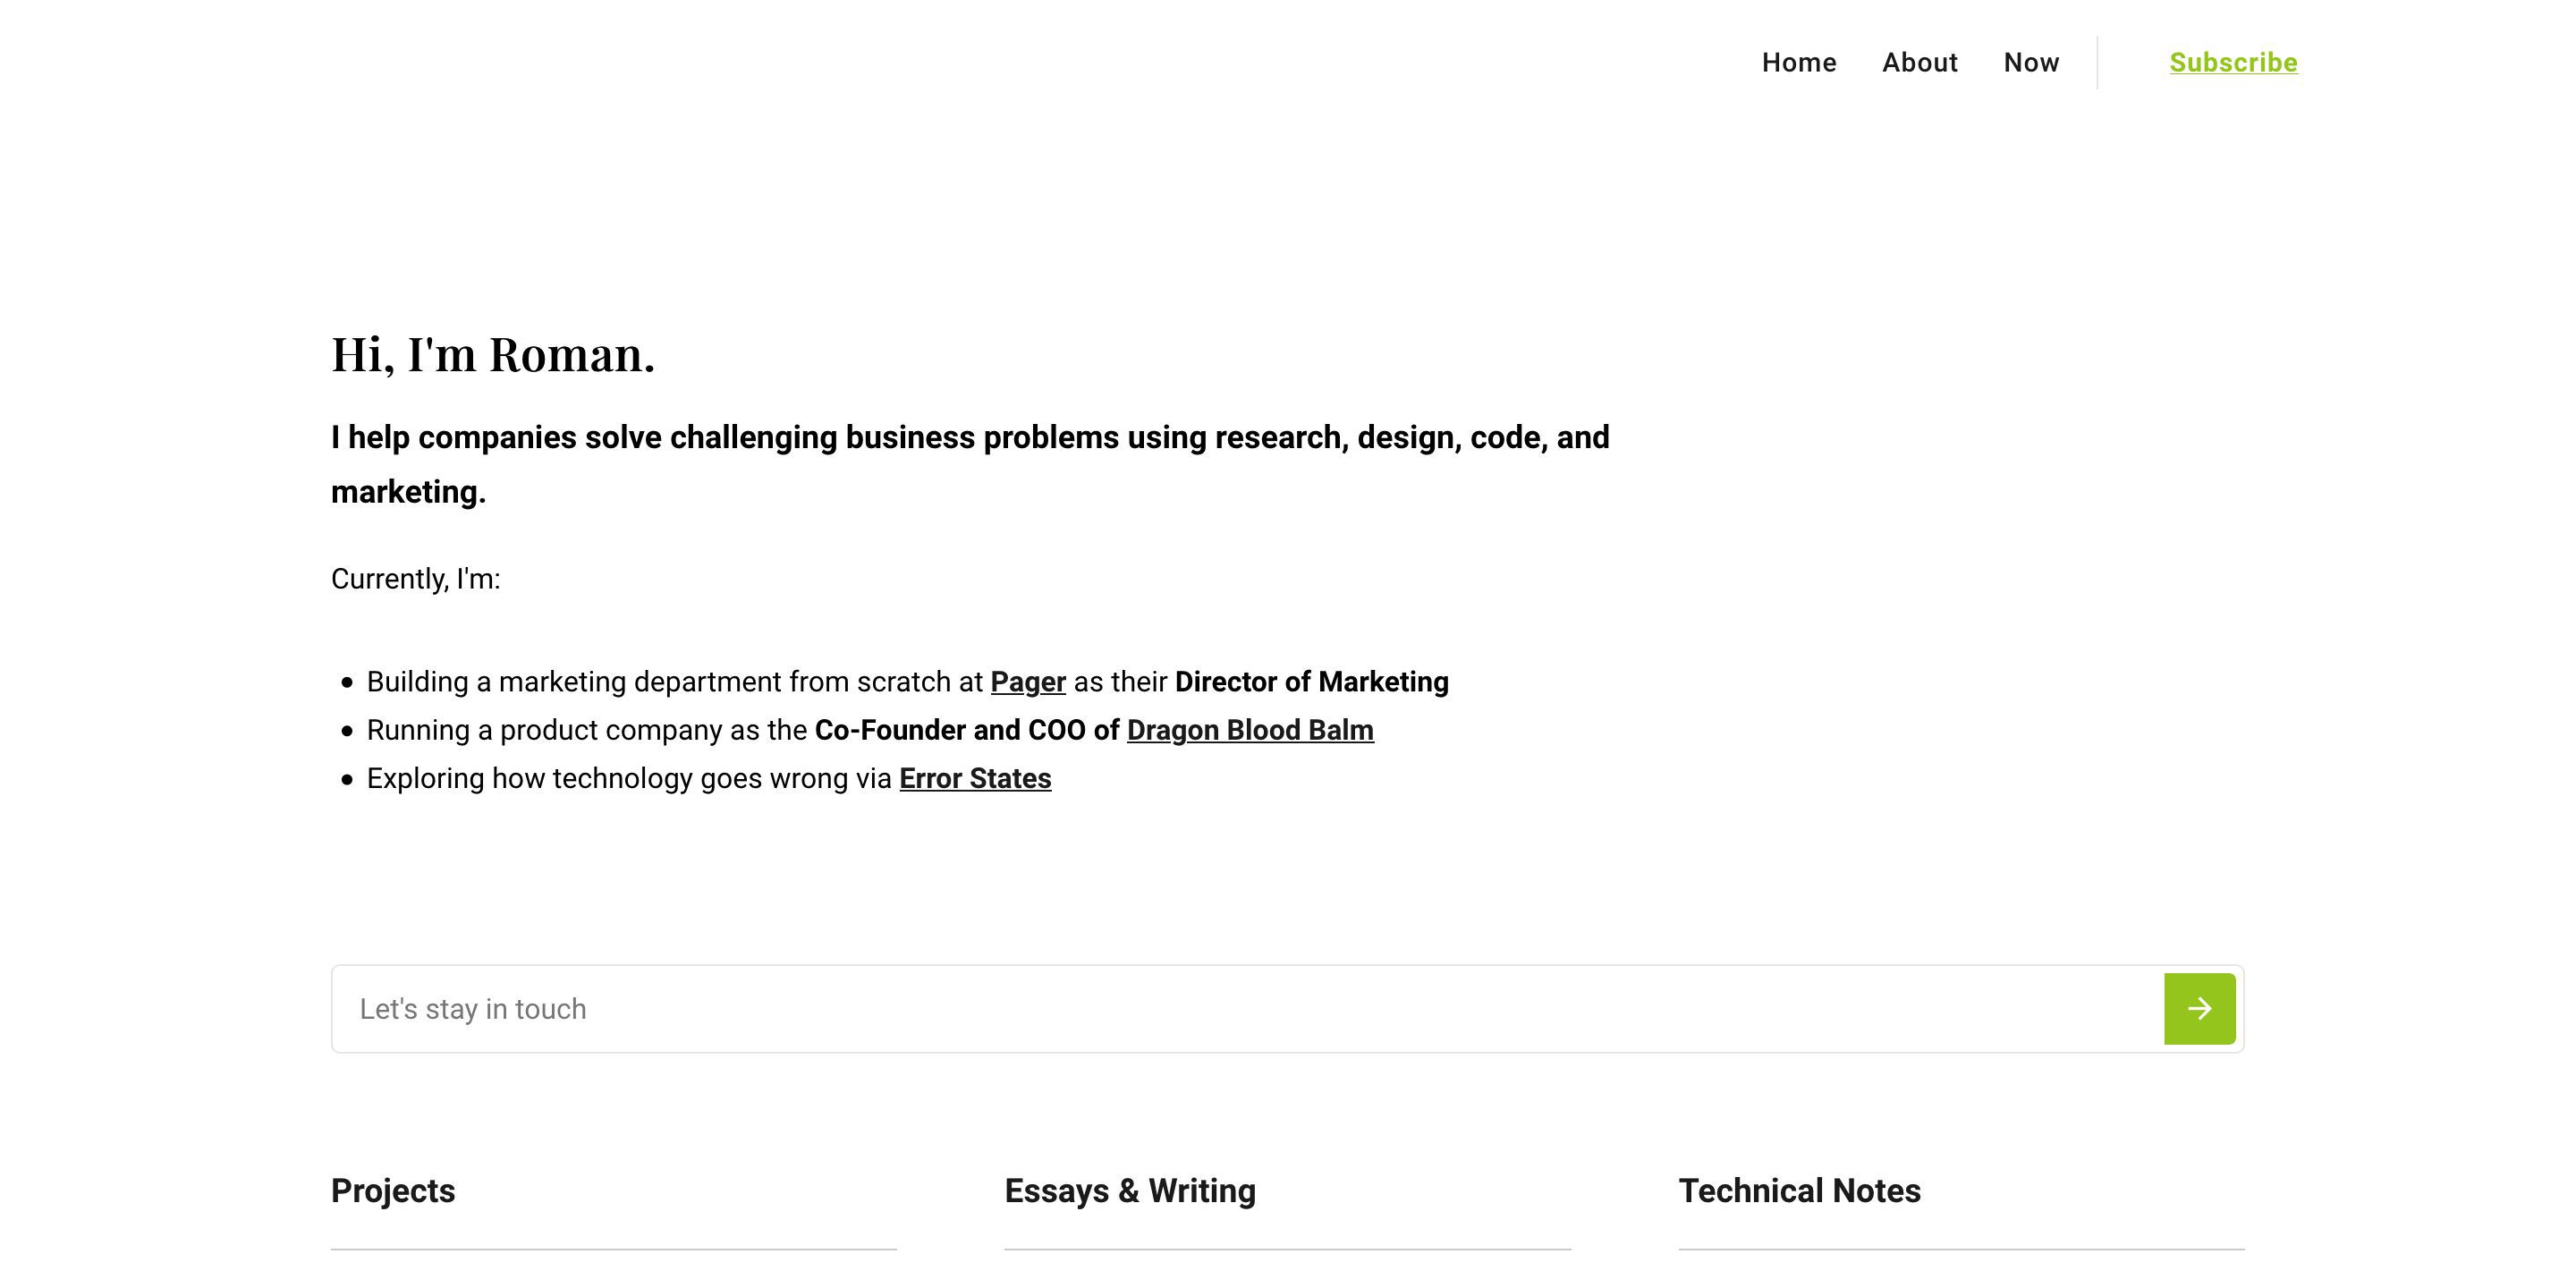 Home About Now Subscribe
Hi, I'm Roman.
I help companies solve challenging business problems using research, design, code, and
marketing.
Currently, I'm:
Building a marketing department from scratch at Pager as their Director of Marketing
Running a product company as the Co-Founder and COO of Dragon Blood Balm
Exploring how technology goes wrong via Error States
Let's stay in touch
Projects Essays & Writing Technical Notes